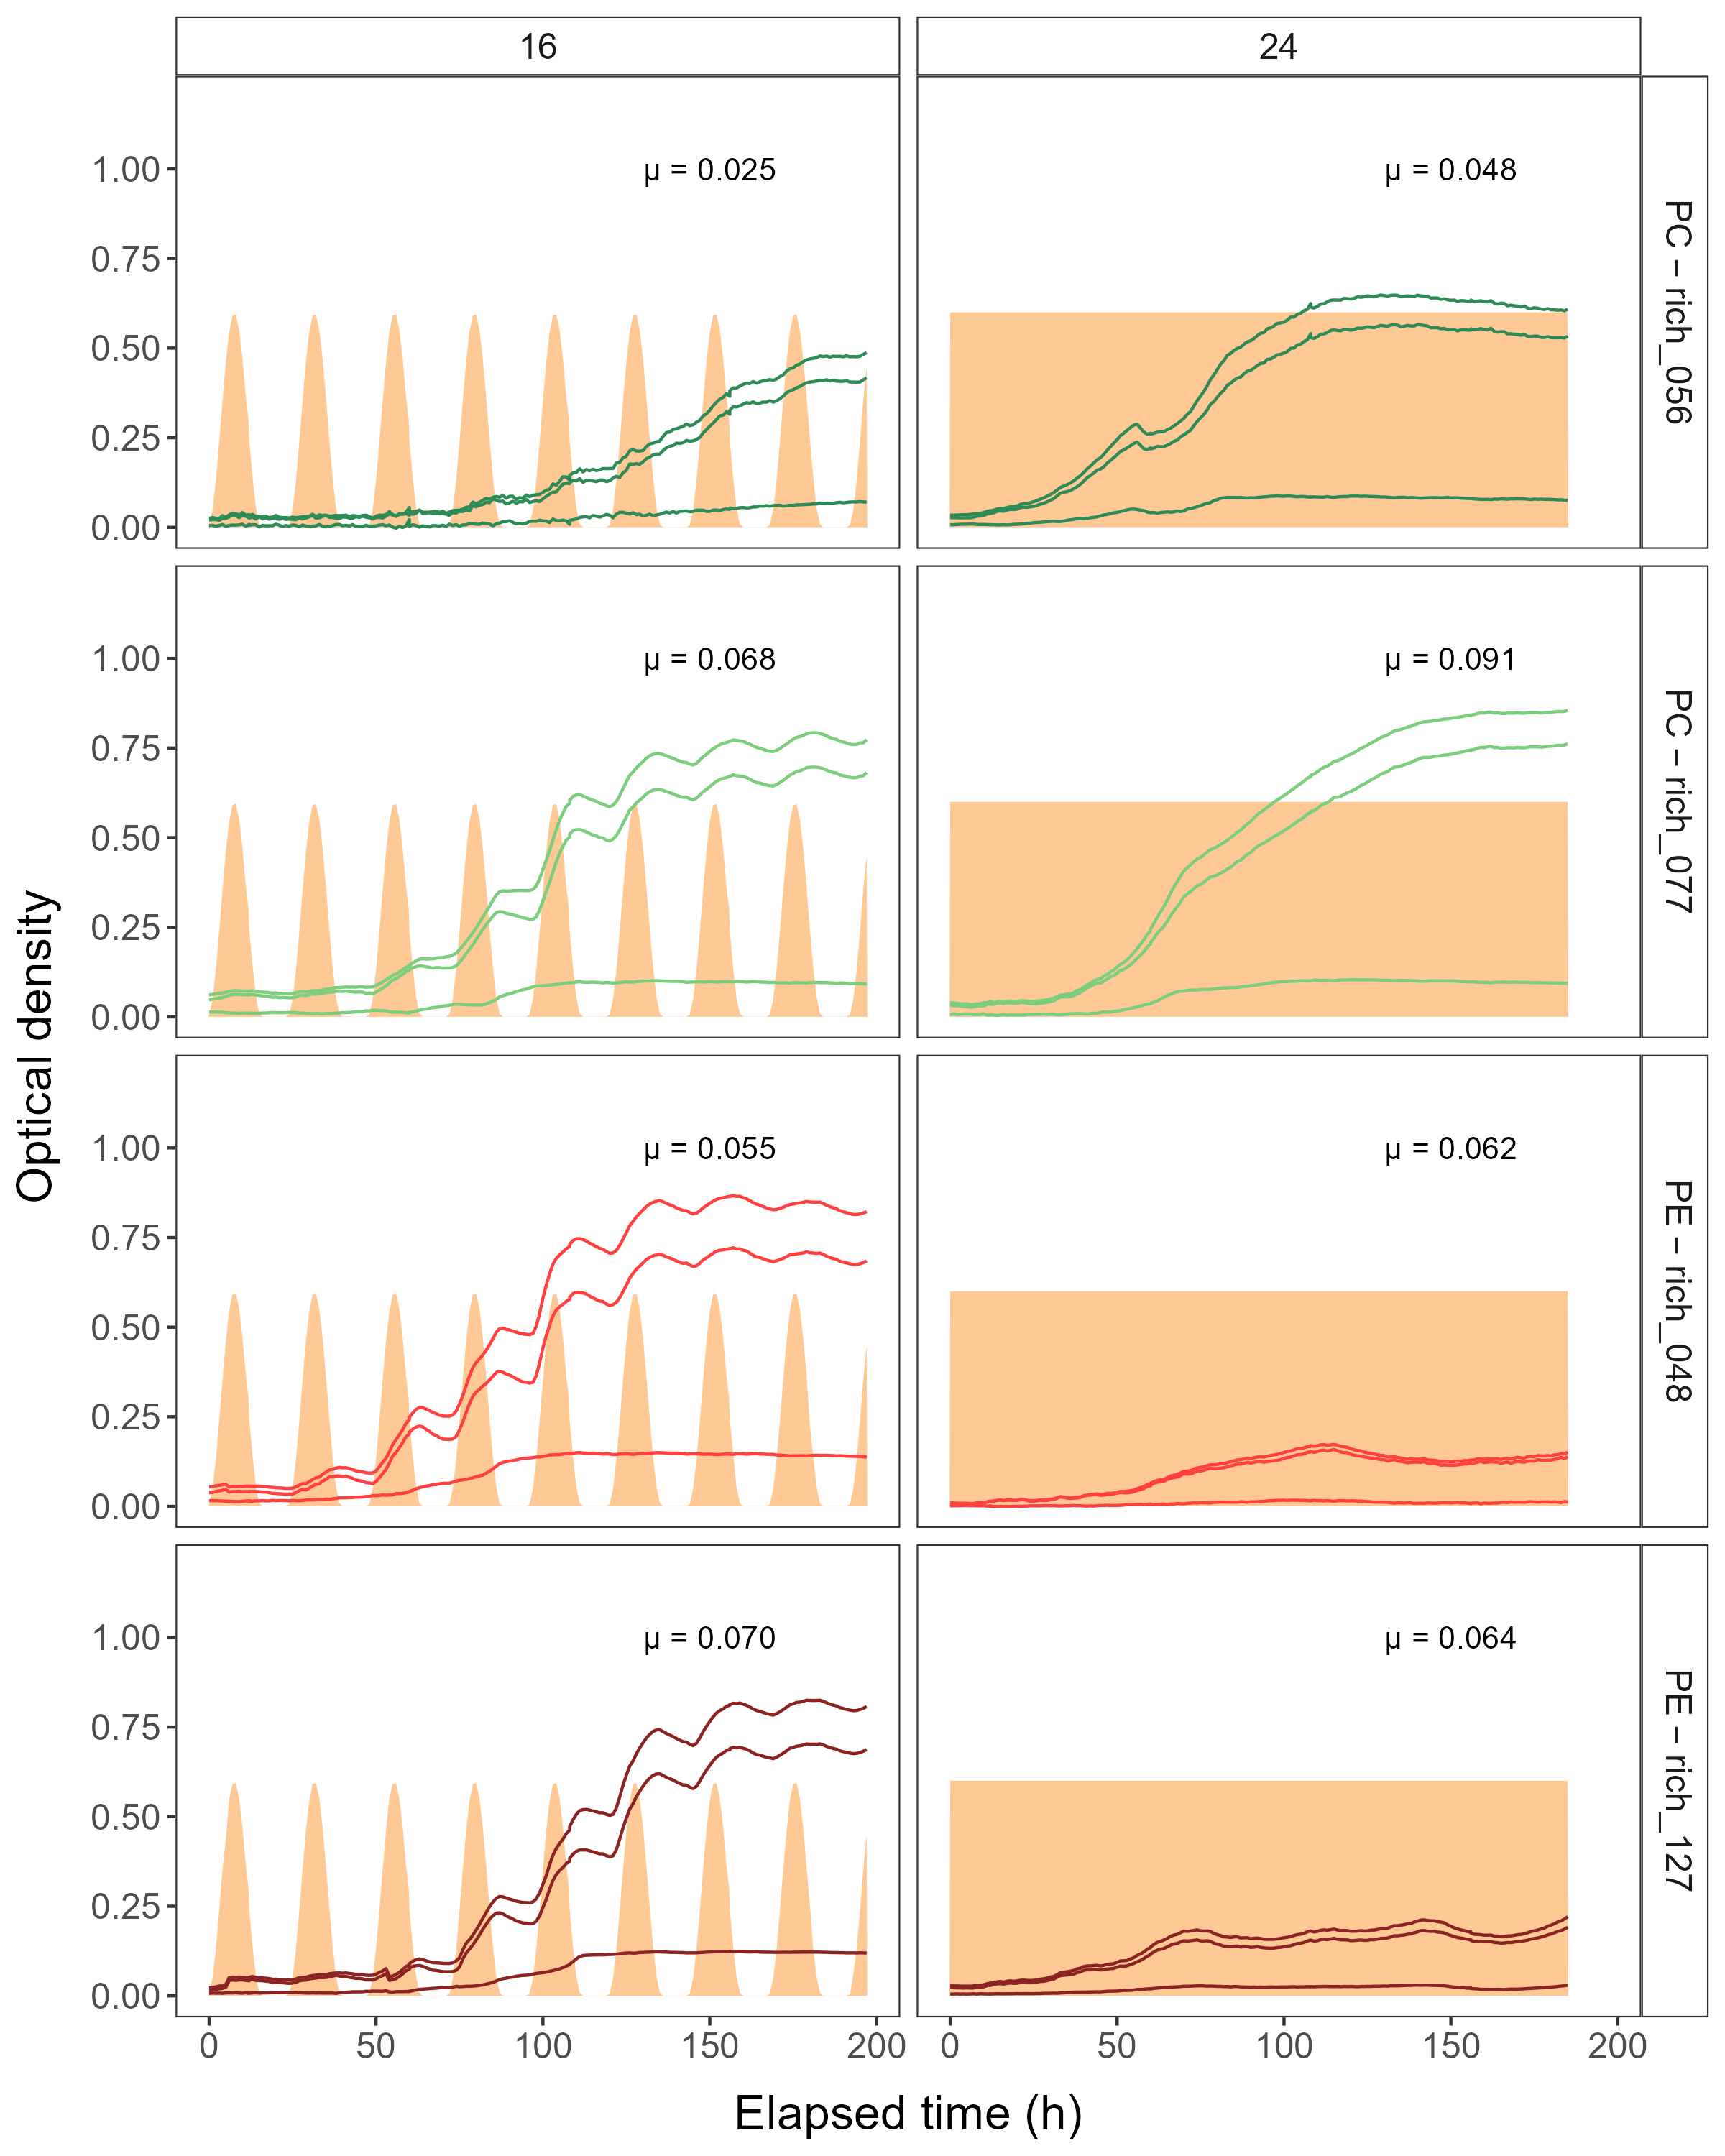 16
24
1.00
0.75
0.50
0.25
0.00
μ = 0.025
μ = 0.048
PC − rich_056
1.00
0.75
0.50
0.25
0.00
μ = 0.068
μ = 0.091
PC − rich_077
1.00
0.75
0.50
0.25
0.00
μ = 0.055
μ = 0.062
PE − rich_048
1.00
0.75
0.50
0.25
0.00
μ = 0.070
μ = 0.064
PE − rich_127
Optical density
0 50 100 150 200
0 50 100 150 200
Elapsed time (h)